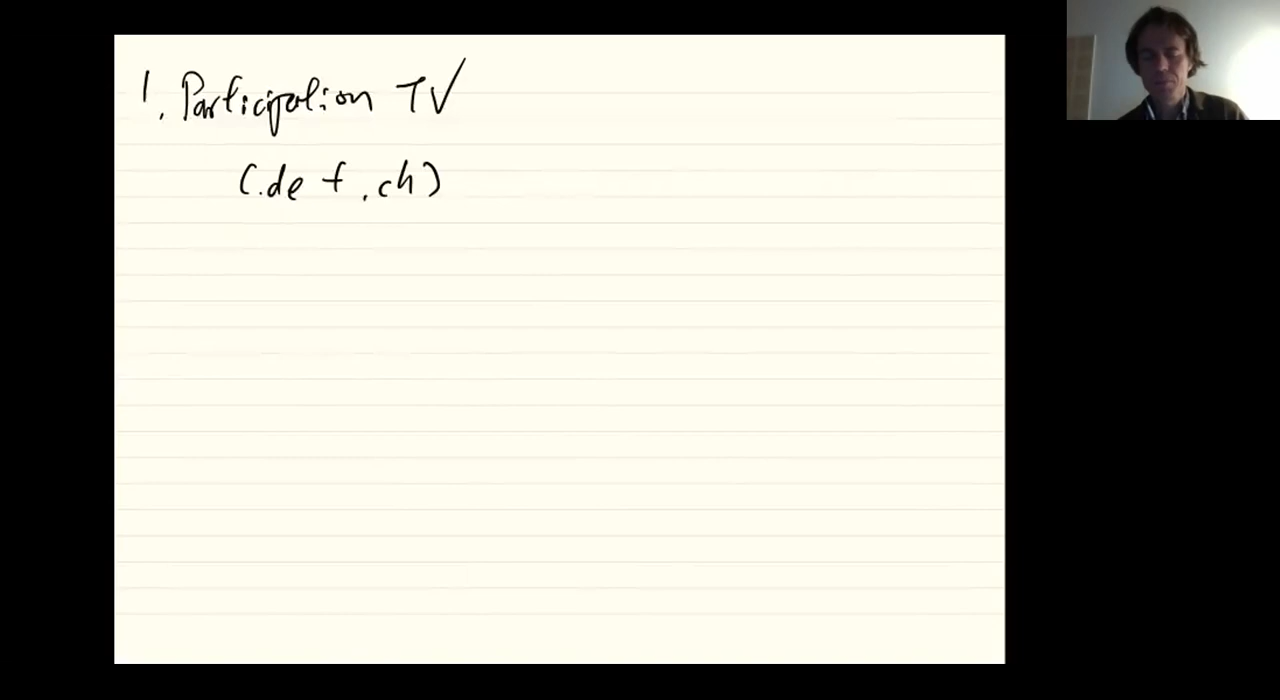 1. Participation TV
(.de + .ch)